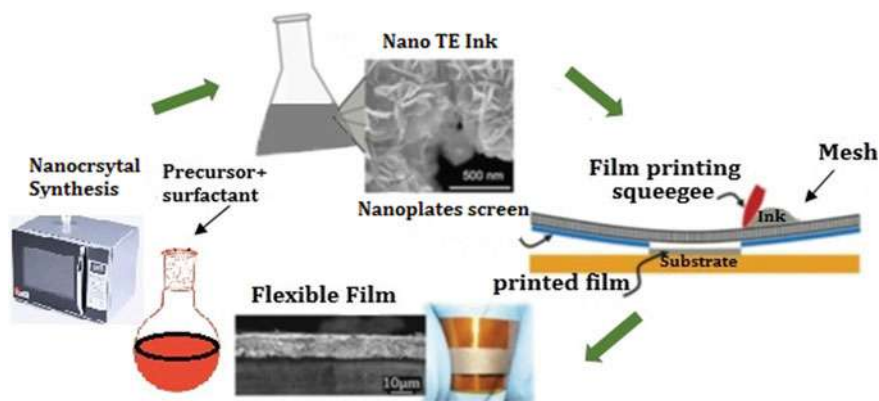 Nano TE Ink
500 nm
Nanocrsytal
Synthesis
Precursor+
surfactant
Nanoplates screen
Film printing
squeegee
Mesh
Ink
Substrate
printed film
Flexible Film
10µm